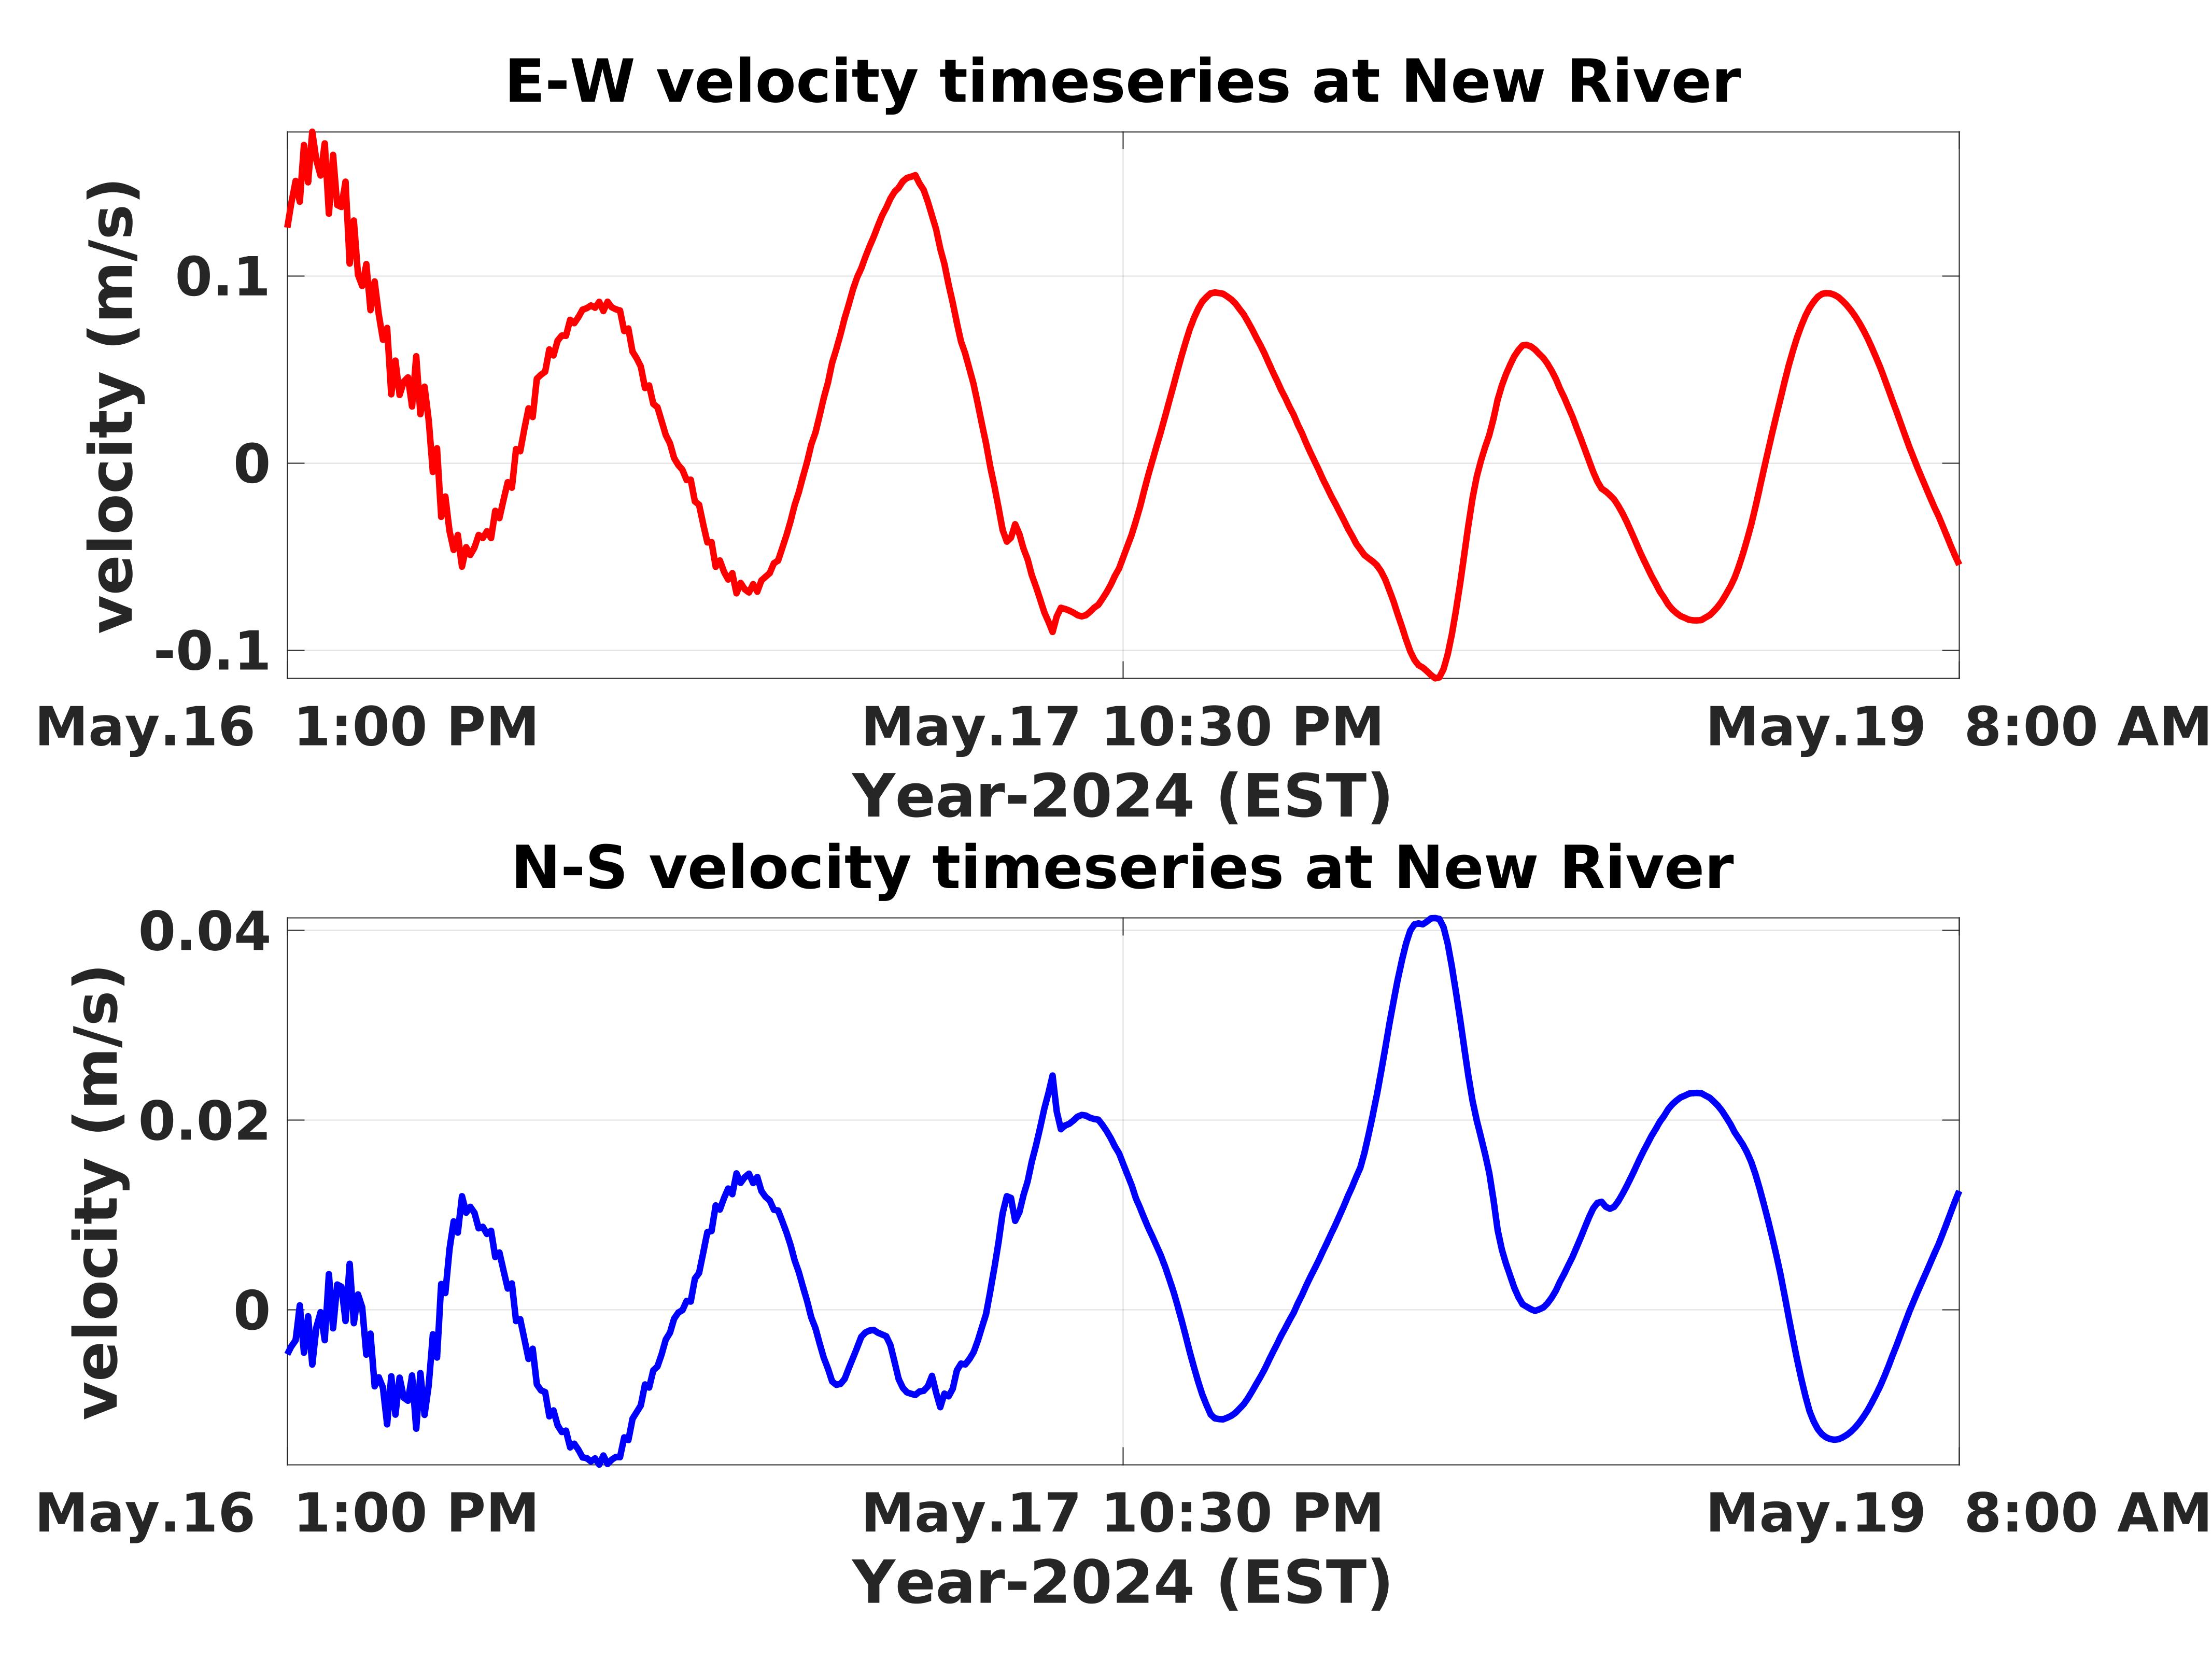 E-W velocity timeseries at New River
velocity (m/s)
0.1
0
-0.1
May.16  1:00 PM
May.17 10:30 PM
May.19  8:00 AM
Year-2024 (EST)
N-S velocity timeseries at New River
velocity (m/s)
0.04
0.02
0
May.16  1:00 PM
May.17 10:30 PM
May.19  8:00 AM
Year-2024 (EST)